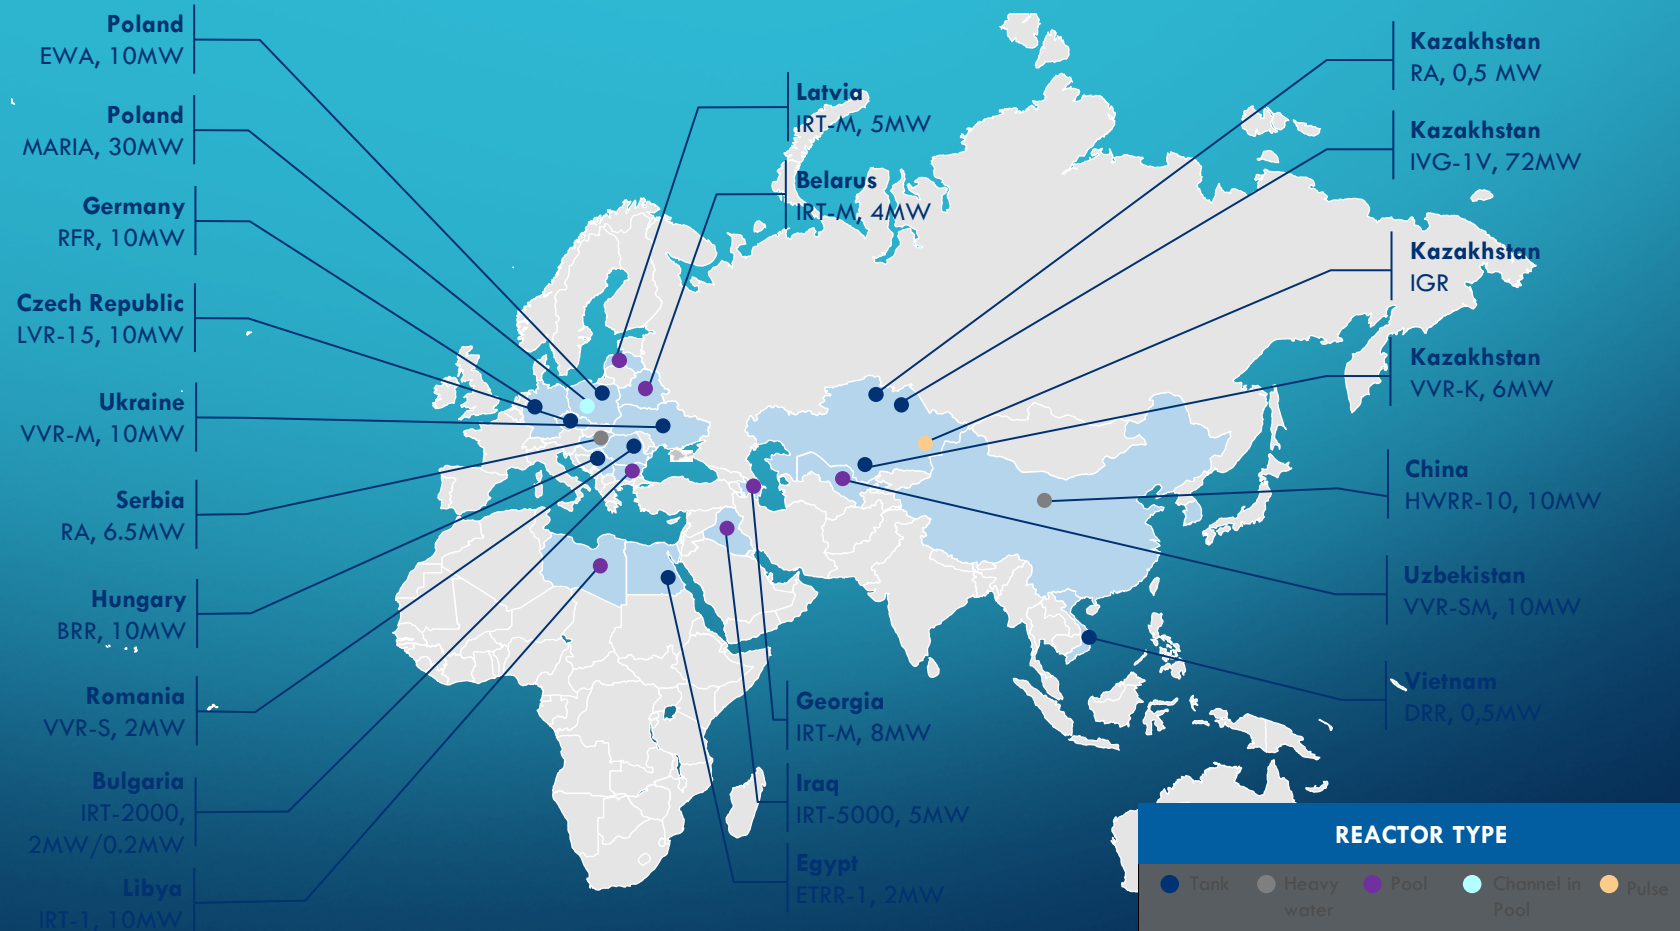 Poland
EWA, 10MW
Poland
MARIA, 30MW
Germany
RFR, 10MW
Czech Republic
LVR-15, 10MW
Ukraine
VVR-M, 10MW
Serbia
RA, 6.5MW
Hungary
BRR, 10MW
Romania
VVR-S, 2MW
Bulgaria
IRT-2000,
2MW/0.2MW
Libya
IRT-1, 10MW
Latvia
IRT-M, 5MW
Belarus
IRT-M, 4MW
Georgia
IRT-M, 8MW
Iraq
IRT-5000, 5MW
Egypt
ETRR-1, 2MW
Kazakhstan
RA, 0,5 MW
Kazakhstan
IVG-1V, 72MW
Kazakhstan
IGR
Kazakhstan
VVR-K, 6MW
China
HWRR-10, 10MW
Uzbekistan
VVR-SM, 10MW
Vietnam
DRR, 0,5MW
REACTOR TYPE
Tank
Heavy
water
Pool
Channel in
Pool
Pulse